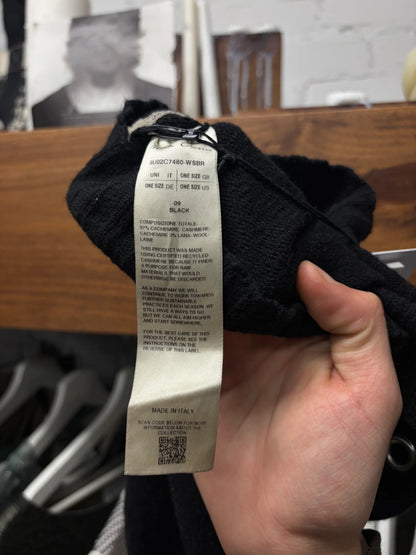 RU02C7480-WSBR
UNI IT ONE SIZE GB
ONE SIZE DE ONE SIZE US
09
BLACK
COMPOSIZIONE TOTALE:
97% CACHEMIRE- CASHMERE-
CACHEMIRE 3% LANA- WOOL-
LAINE
THIS PRODUCT WAS MADE
USING CERTIFIED RECYCLED
CASHMERE BECAUSE IT FINDS
A PURPOSE FOR RAW
MATERIALS THAT WOULD
OTHERWISE BE DISCARDED.
AS A COMPANY WE WILL
CONTINUE TO WORK TOWARDS
FURTHER SUSTAINABLE
PRACTICES EACH SEASON. WE
STILL HAVE A WAYS TO GO.
BUT WE CAN ALL AIM HIGHER
AND START SOMEWHERE.
FOR THE BEST CARE OF THIS
PRODUCT, PLEASE SEE THE
INSTRUCTIONS ON THE
REVERSE OF THIS LABEL.
MADE IN ITALY
SCAN CODE BELOW FOR MORE
INFORMATION ABOUT THE
COLLECTION